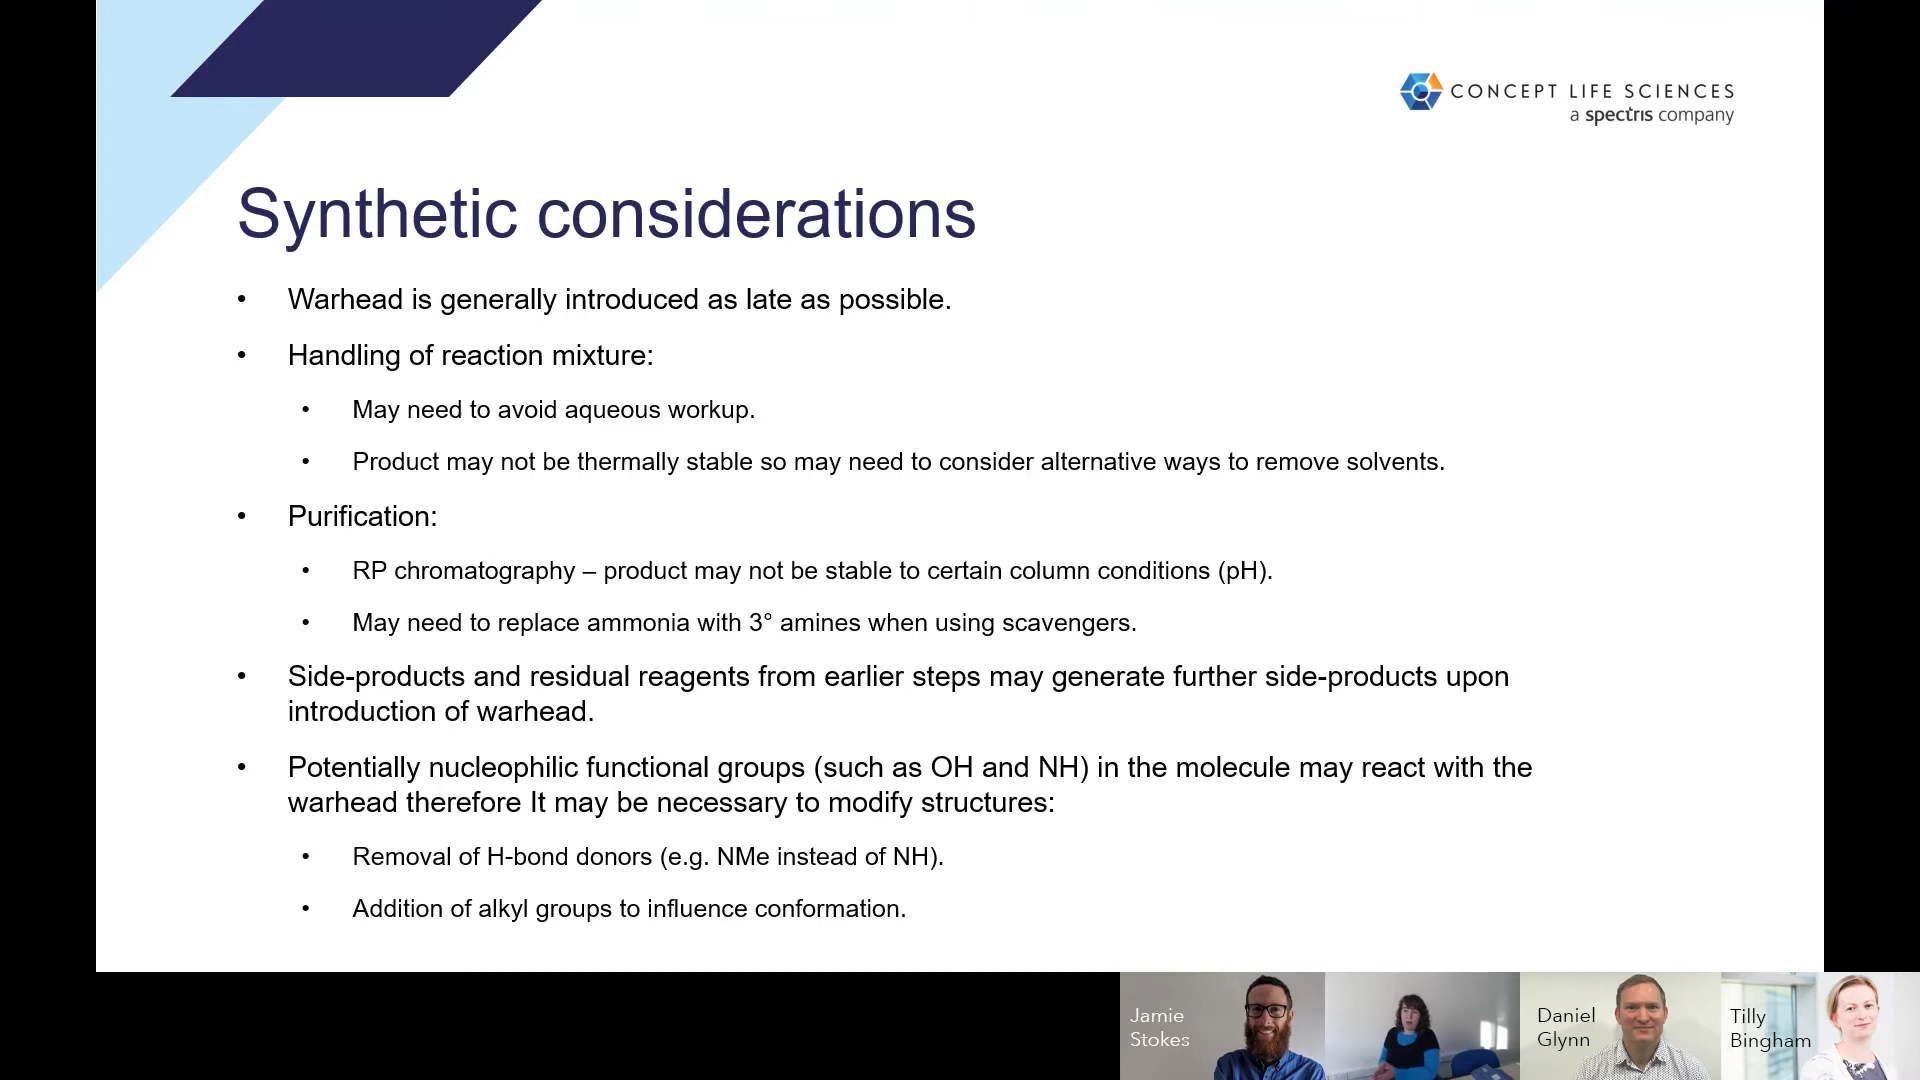 CONCEPT LIFE SCIENCES
a spectris company
Synthetic considerations
• Warhead is generally introduced as late as possible.
• Handling of reaction mixture:
• May need to avoid aqueous workup.
• Product may not be thermally stable so may need to consider alternative ways to remove solvents.
• Purification:
• RP chromatography – product may not be stable to certain column conditions (pH).
• May need to replace ammonia with 3° amines when using scavengers.
• Side-products and residual reagents from earlier steps may generate further side-products upon
introduction of warhead.
• Potentially nucleophilic functional groups (such as OH and NH) in the molecule may react with the
warhead therefore It may be necessary to modify structures:
• Removal of H-bond donors (e.g. NMe instead of NH).
• Addition of alkyl groups to influence conformation.
Jamie
Stokes
Daniel
Glynn
Tilly
Bingham